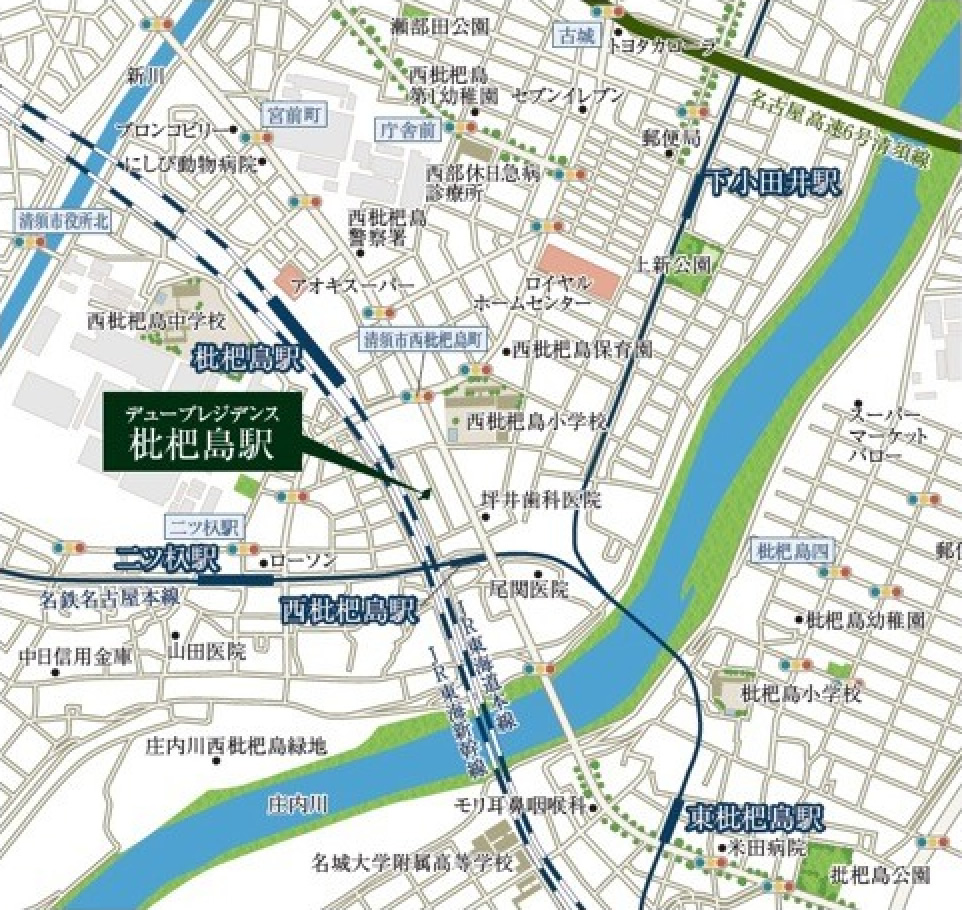 瀬部田公園
古城
トヨタカローラ
新川
西枇杷島
第1幼稚園
セブンイレブン
名古屋高速6号清須線
宮前町
ブロンコビリー
庁舎前
郵便局
にしび動物病院
西部休日急病
診療所
下小田井駅
清須市役所北
西枇杷島
警察署
上新公園
アオキスーパー
ロイヤル
ホームセンター
西枇杷島中学校
清須市西枇杷島町
枇杷島駅
西枇杷島保育園
デュープレジデンス
枇杷島駅
西枇杷島小学校
スーパー
マーケット
バロー
坪井歯科医院
二ツ杁駅
二ツ杁駅
ローソン
枇杷島四
尾関医院
名鉄名古屋本線
西枇杷島駅
枇杷島幼稚園
山田医院
中日信用金庫
JR東海道本線
JR東海新幹線
枇杷島小学校
庄内川西枇杷島緑地
庄内川
モリ耳鼻咽喉科
東枇杷島駅
米田病院
名城大学附属高等学校
枇杷島公園